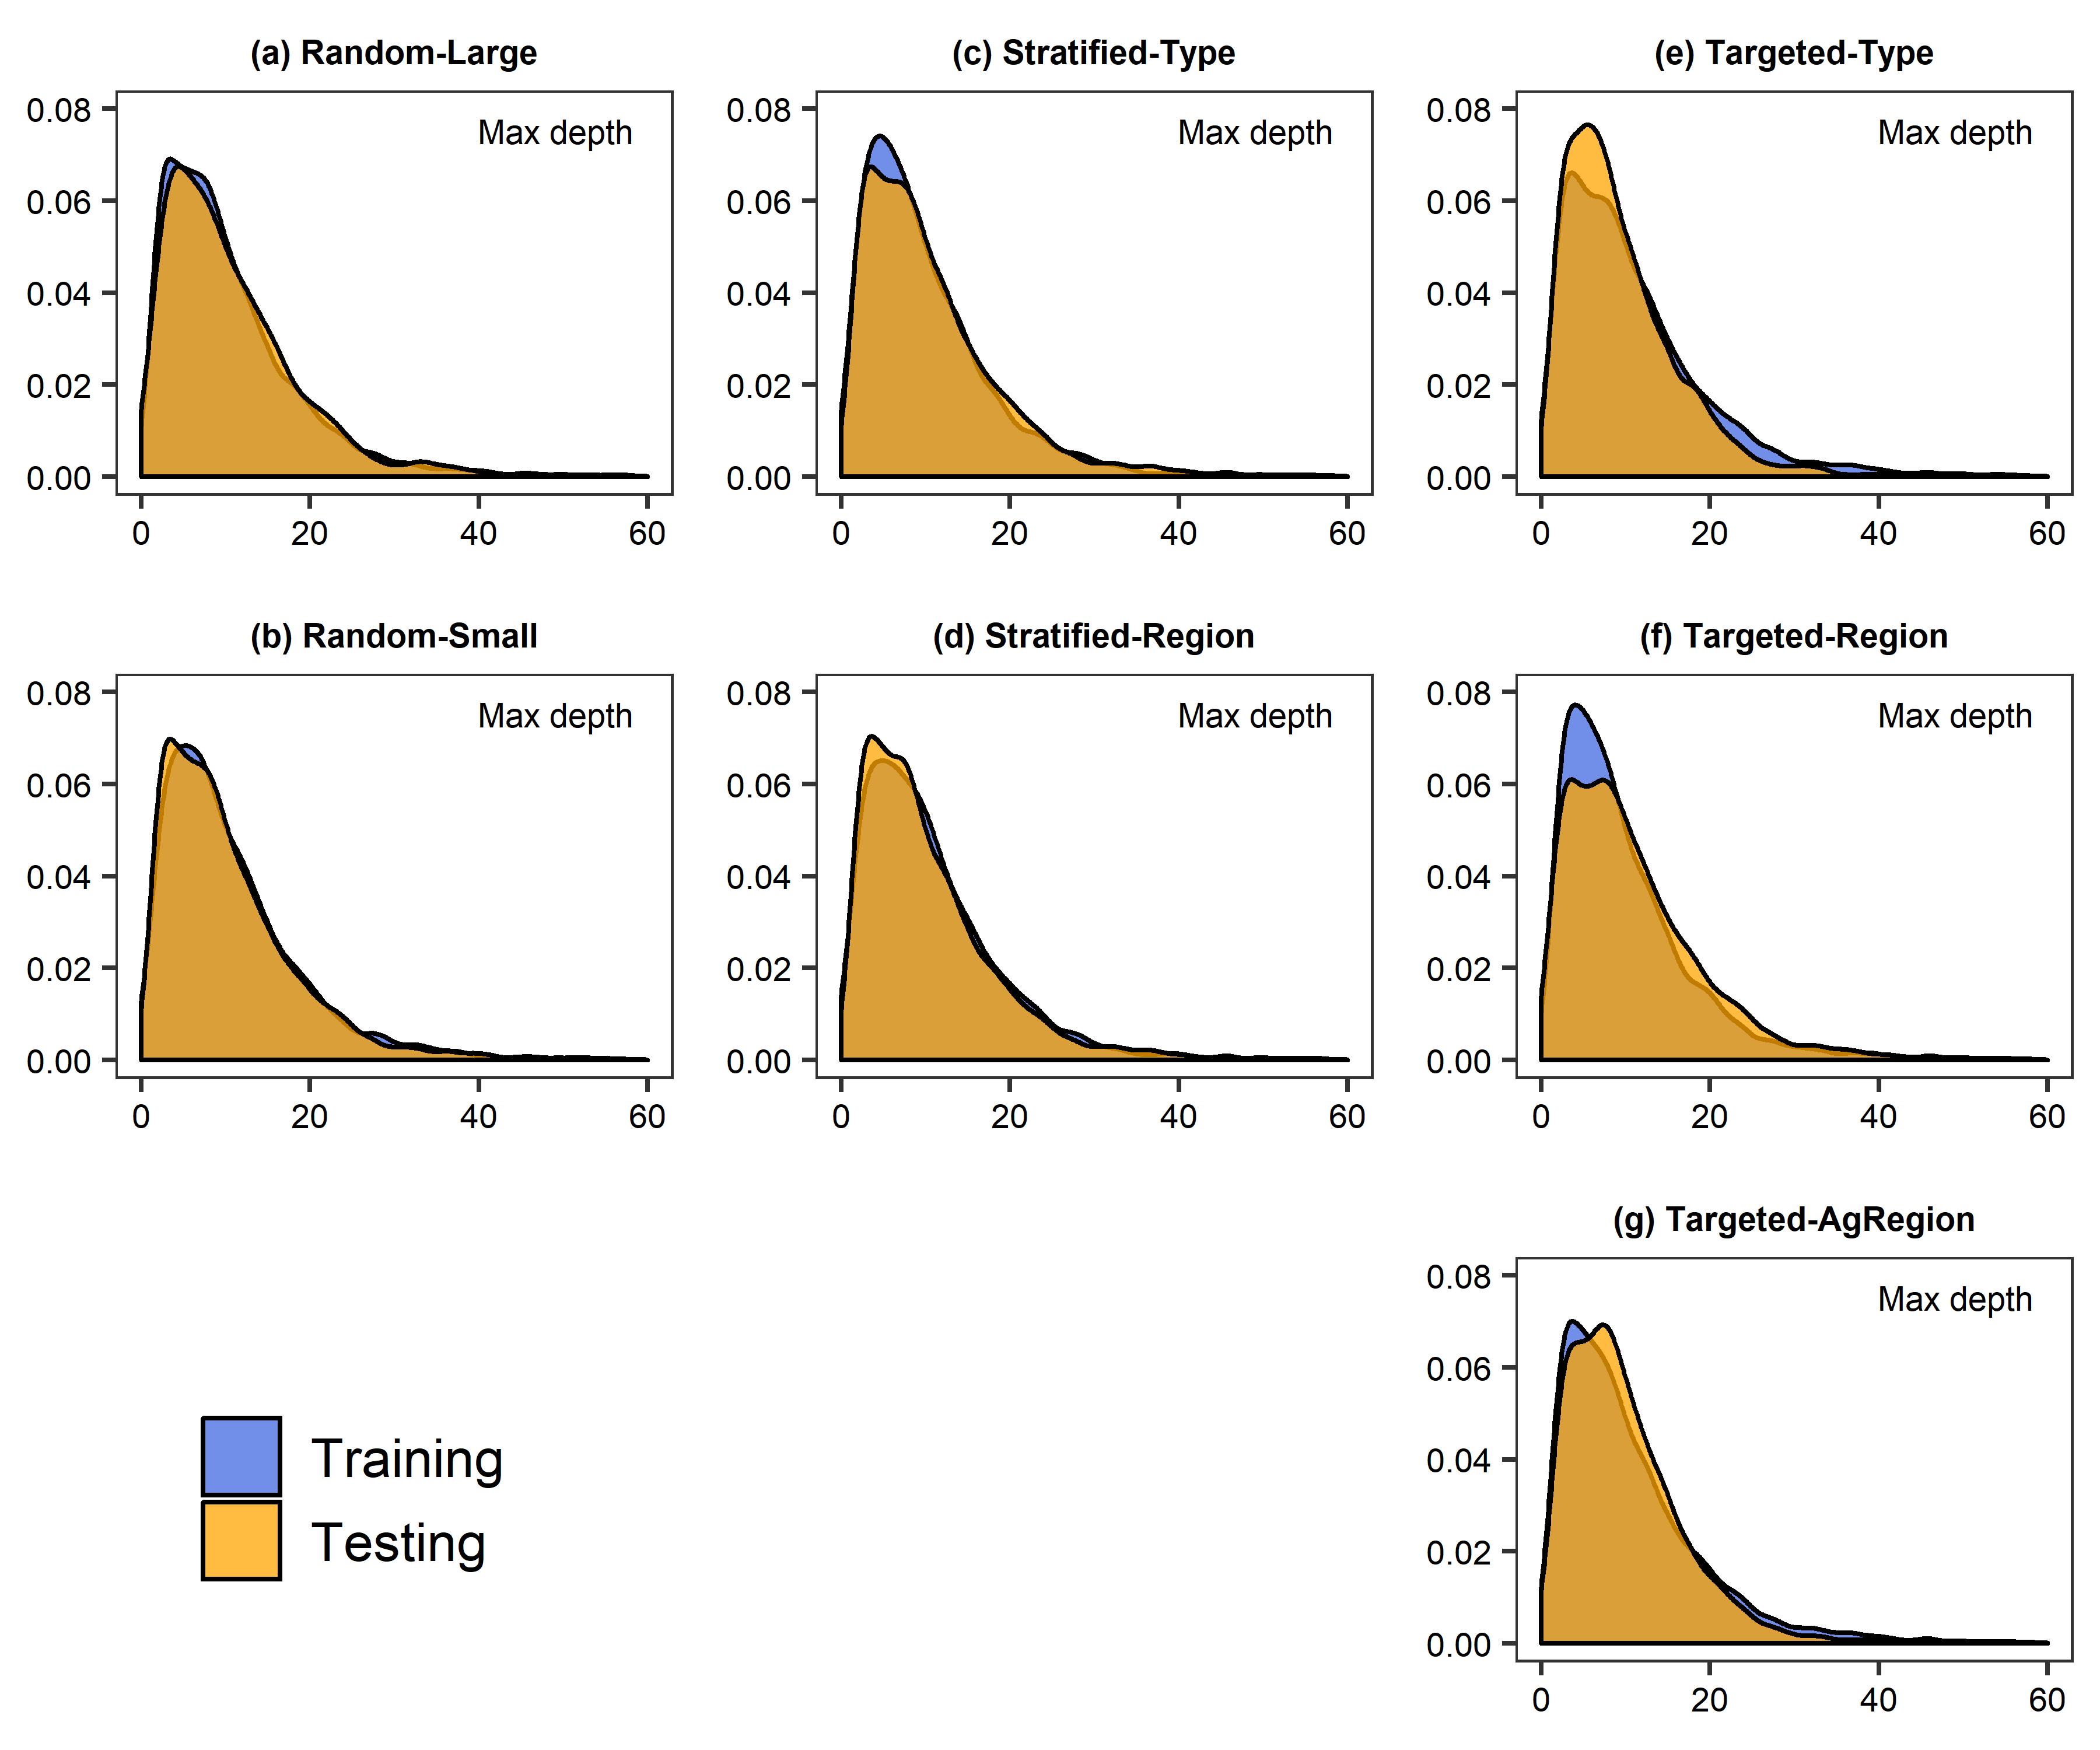 (a) Random-Large
Max depth
0.08
0.06
0.04
0.02
0.00
0 20 40 60
(c) Stratified-Type
Max depth
0.08
0.06
0.04
0.02
0.00
0 20 40 60
(e) Targeted-Type
Max depth
0.08
0.06
0.04
0.02
0.00
0 20 40 60
(b) Random-Small
Max depth
0.08
0.06
0.04
0.02
0.00
0 20 40 60
(d) Stratified-Region
Max depth
0.08
0.06
0.04
0.02
0.00
0 20 40 60
(f) Targeted-Region
Max depth
0.08
0.06
0.04
0.02
0.00
0 20 40 60
(g) Targeted-AgRegion
Max depth
0.08
0.06
0.04
0.02
0.00
0 20 40 60
Training
Testing